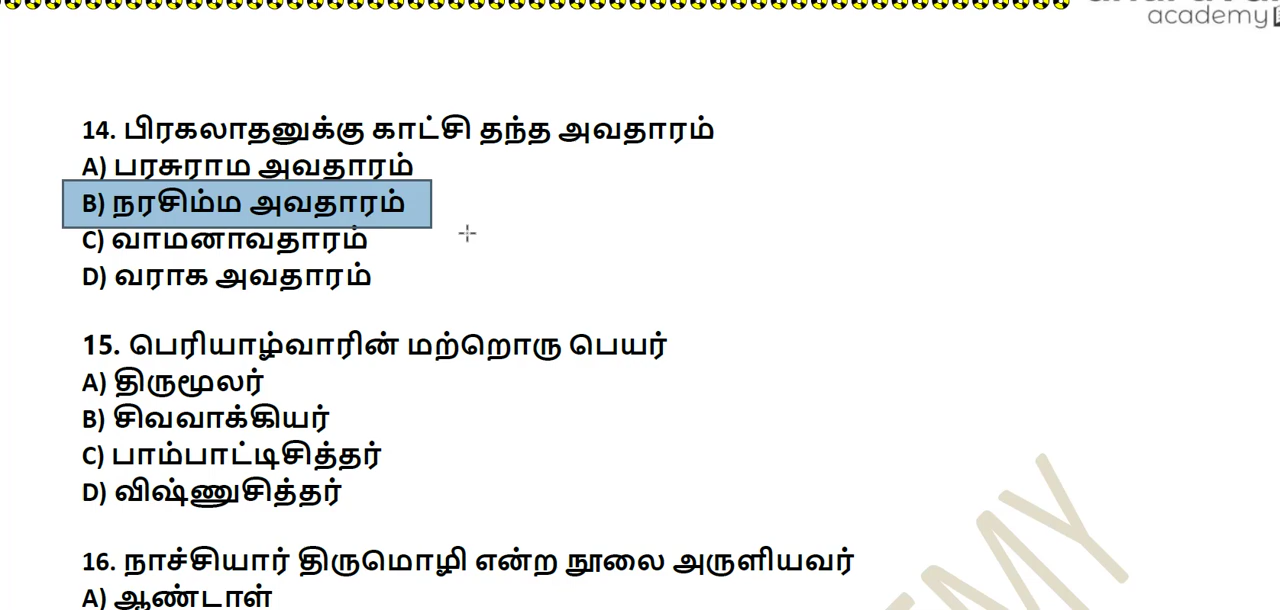 academy
14. பிரகலாதனுக்கு காட்சி தந்த அவதாரம்
A) பரசுராம அவதாரம்
B) நரசிம்ம அவதாரம்
C) வாமனாவதாரம்
D) வராக அவதாரம்
15. பெரியாழ்வாரின் மற்றொரு பெயர்
A) திருமூலர்
B) சிவவாக்கியர்
C) பாம்பாட்டிசித்தர்
D) விஷ்ணுசித்தர்
16. நாச்சியார் திருமொழி என்ற நூலை அருளியவர்
A) ஆண்டாள்